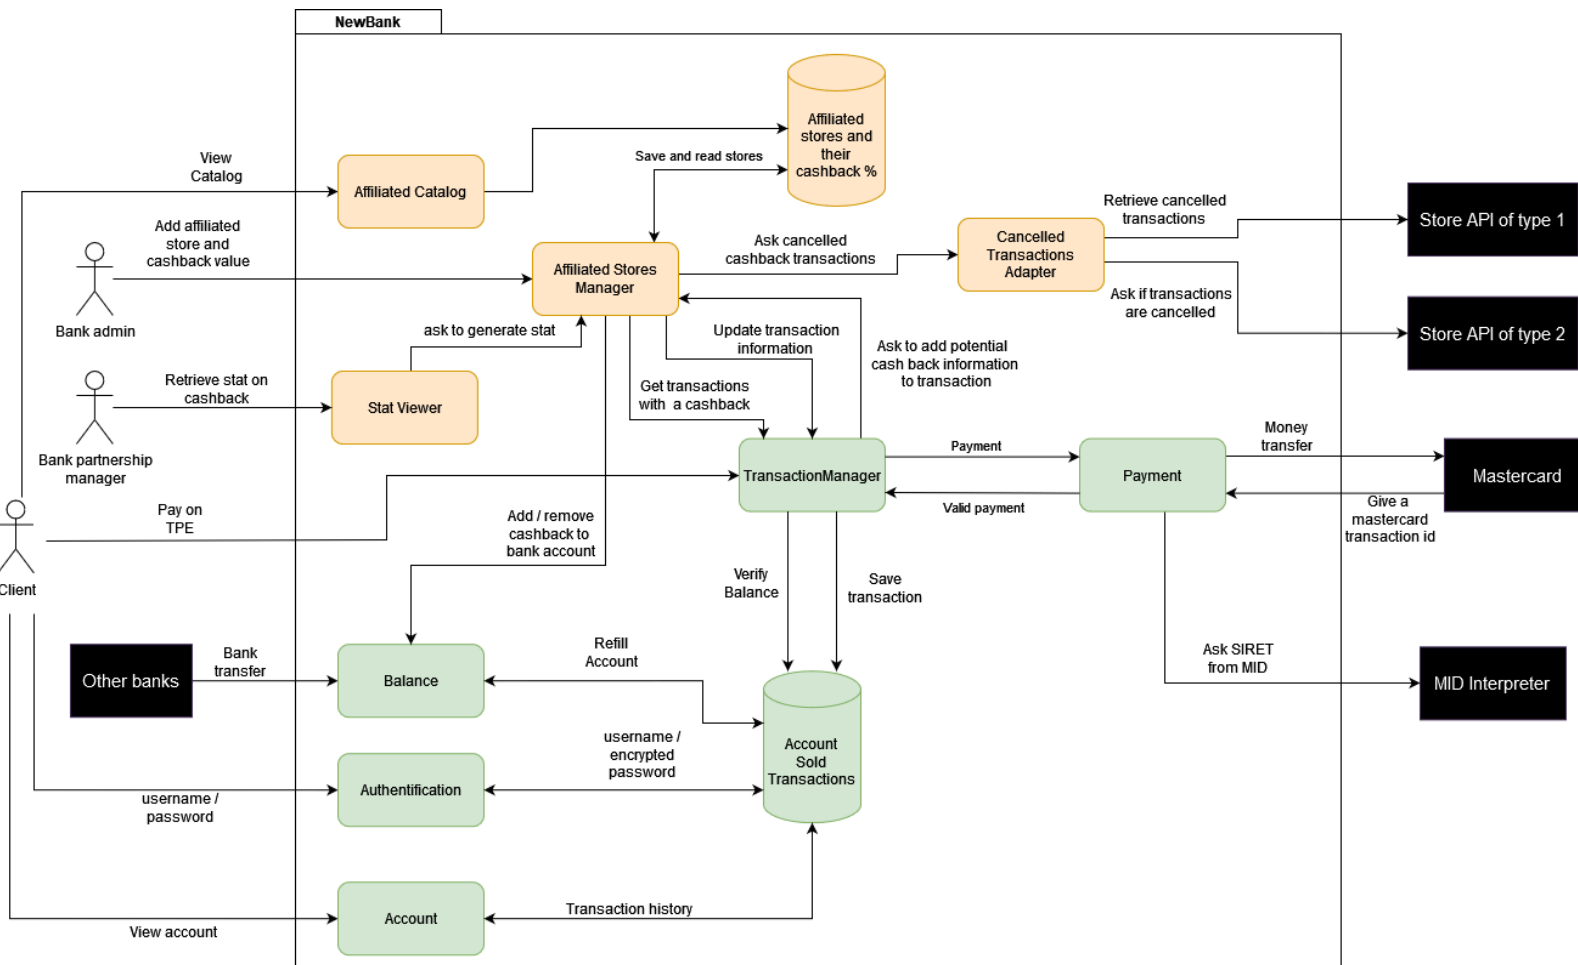 NewBank
Affiliated
stores and
their
cashback %
View
Catalog
Save and read stores
Affiliated Catalog
Retrieve cancelled
transactions
Store API of type 1
Add affiliated
store and
cashback value
Ask cancelled
cashback transactions
Cancelled
Transactions
Adapter
Affiliated Stores
Manager
Bank admin
Ask if transactions
are cancelled
Store API of type 2
ask to generate stat
Update transaction
information
Ask to add potential
cash back information
to transaction
Retrieve stat on
cashback
Stat Viewer
Get transactions
with a cashback
Bank partnership
manager
Money
transfer
Payment
TransactionManager
Payment
Mastercard
Pay on
TPE
Add / remove
cashback to
bank account
Valid payment
Give a
mastercard
transaction id
Client
Verify
Balance
Save
transaction
Bank
transfer
Refill
Account
Ask SIRET
from MID
Other banks
Balance
MID Interpreter
username /
encrypted
password
Account
Sold
Transactions
Authentification
username /
password
Transaction history
Account
View account